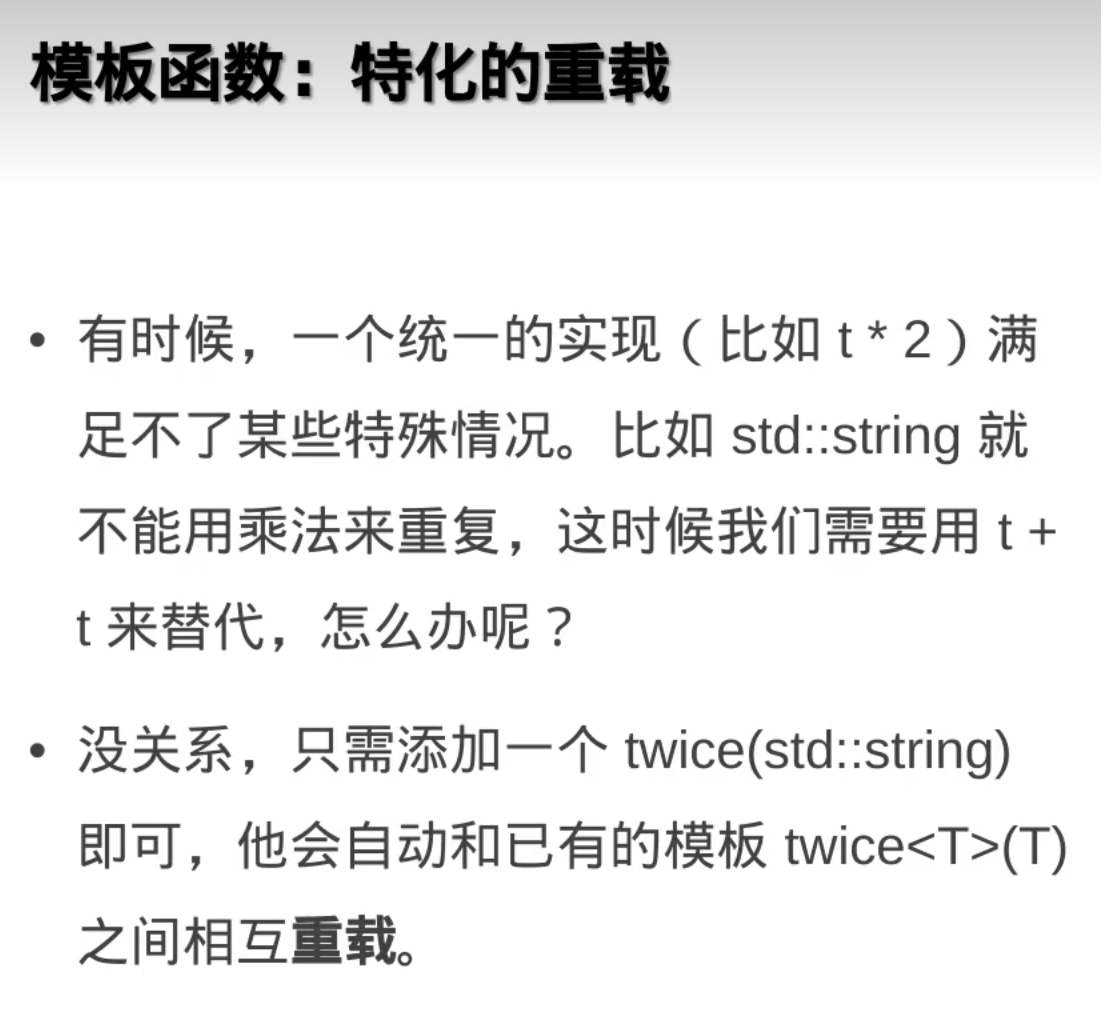 模板函数：特化的重载
• 有时候，一个统一的实现（比如 t * 2）满
足不了某些特殊情况。比如 std::string 就
不能用乘法来重复，这时候我们需要用 t +
t 来替代，怎么办呢？
• 没关系，只需添加一个 twice(std::string)
即可，他会自动和已有的模板 twice<T>(T)
之间相互重载。